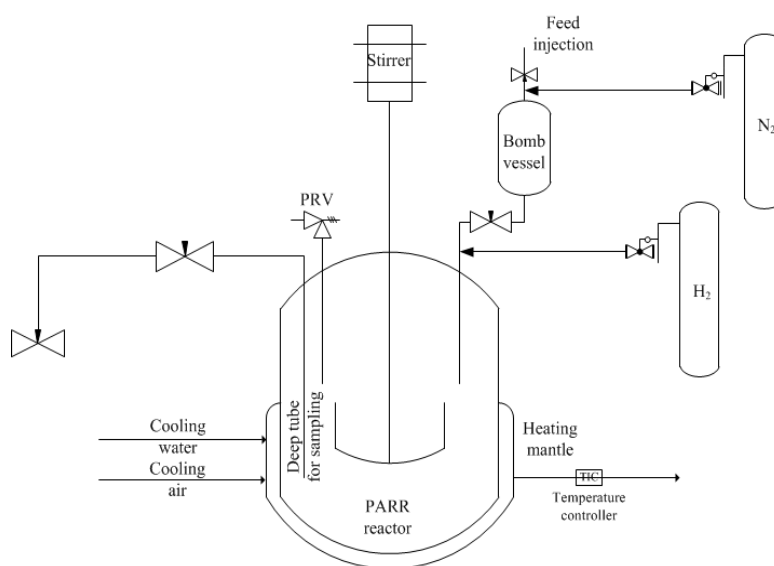 Feed
injection
Stirrer
N2
Bomb
vessel
PRV
H2
Deep tube
for sampling
Cooling
water
Cooling
air
Heating
mantle
TIC
Temperature
controller
PARR
reactor